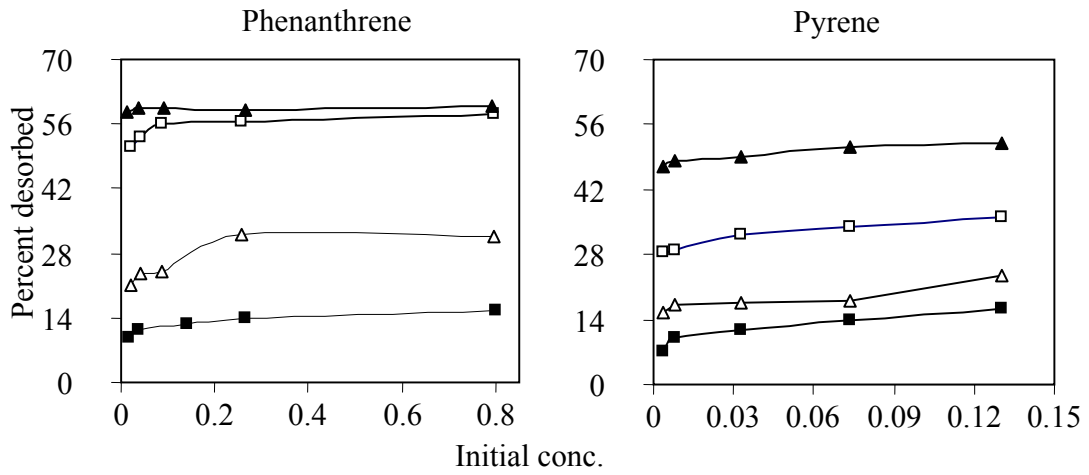 Phenanthrene
Pyrene
Percent desorbed
70
56
42
28
14
0
0 0.2 0.4 0.6 0.8
70
56
42
28
14
0
0 0.03 0.06 0.09 0.12 0.15
Initial conc.